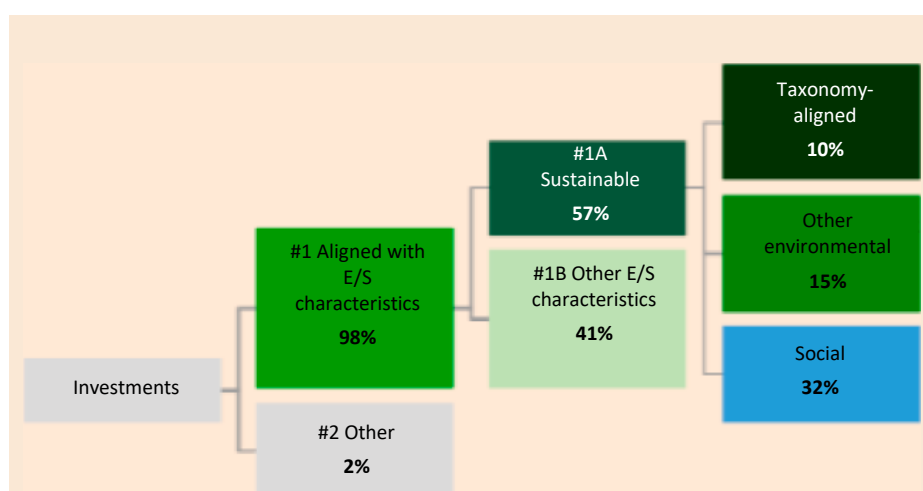 Investments
#1 Aligned with
E/S
characteristics
98%
#2 Other
2%
#1A
Sustainable
57%
#1B Other E/S
characteristics
41%
Taxonomy-
aligned
10%
Other
environmental
15%
Social
32%